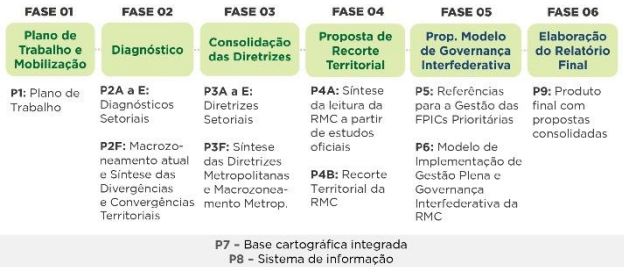 FASE 01
Plano de
Trabalho e
Mobilização
P1: Plano de
Trabalho
FASE 02
Diagnóstico
P2A a E:
Diagnósticos
Setoriais
P2F: Macrozo-
neamento atual
e Síntese das
Divergências
e Convergências
Territoriais
FASE 03
Consolidação
das Diretrizes
P3A a E:
Diretrizes
Setoriais
P3F: Síntese
das Diretrizes
Metropolitanas
e Macrozonea-
mento Metrop.
FASE 04
Proposta de
Recorte
Territorial
P4A: Síntese
da leitura da
RMC a partir
de estudos
oficiais
P4B: Recorte
Territorial da
RMC
FASE 05
Prop. Modelo
de Governança
Interfederativa
P5: Referências
para a Gestão das
FPICs Prioritárias
P6: Modelo de
Implementação de
Gestão Plena e
Governança
Interfederativa da
RMC
FASE 06
Elaboração
do Relatório
Final
P9: Produto
final com
propostas
consolidadas
P7 – Base cartográfica integrada
P8 – Sistema de informação